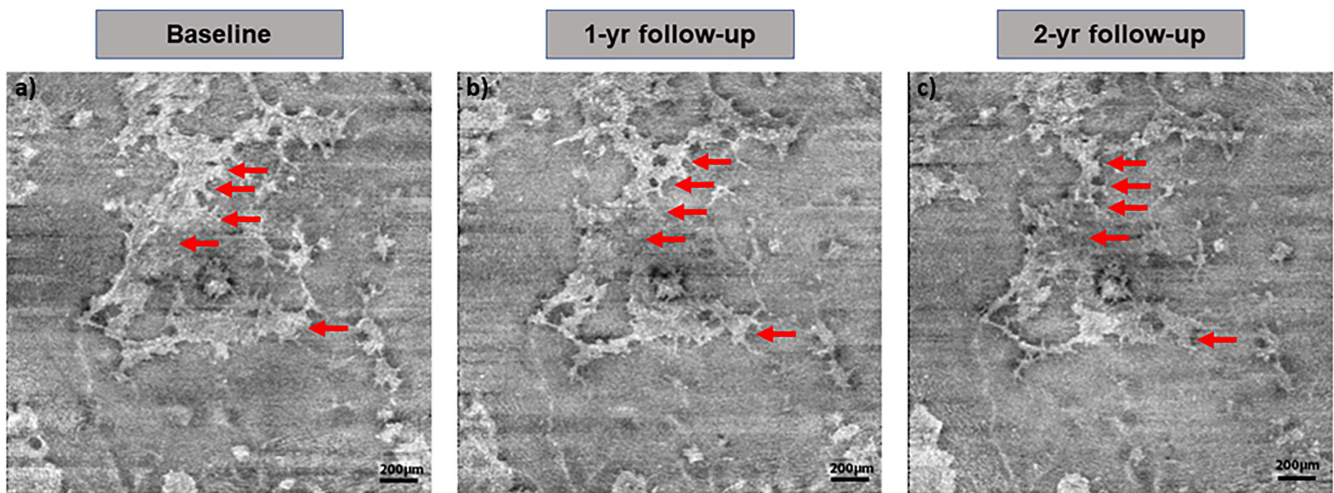 Baseline
1-yr follow-up
2-yr follow-up
a)
b)
c)
200μm
200μm
200μm